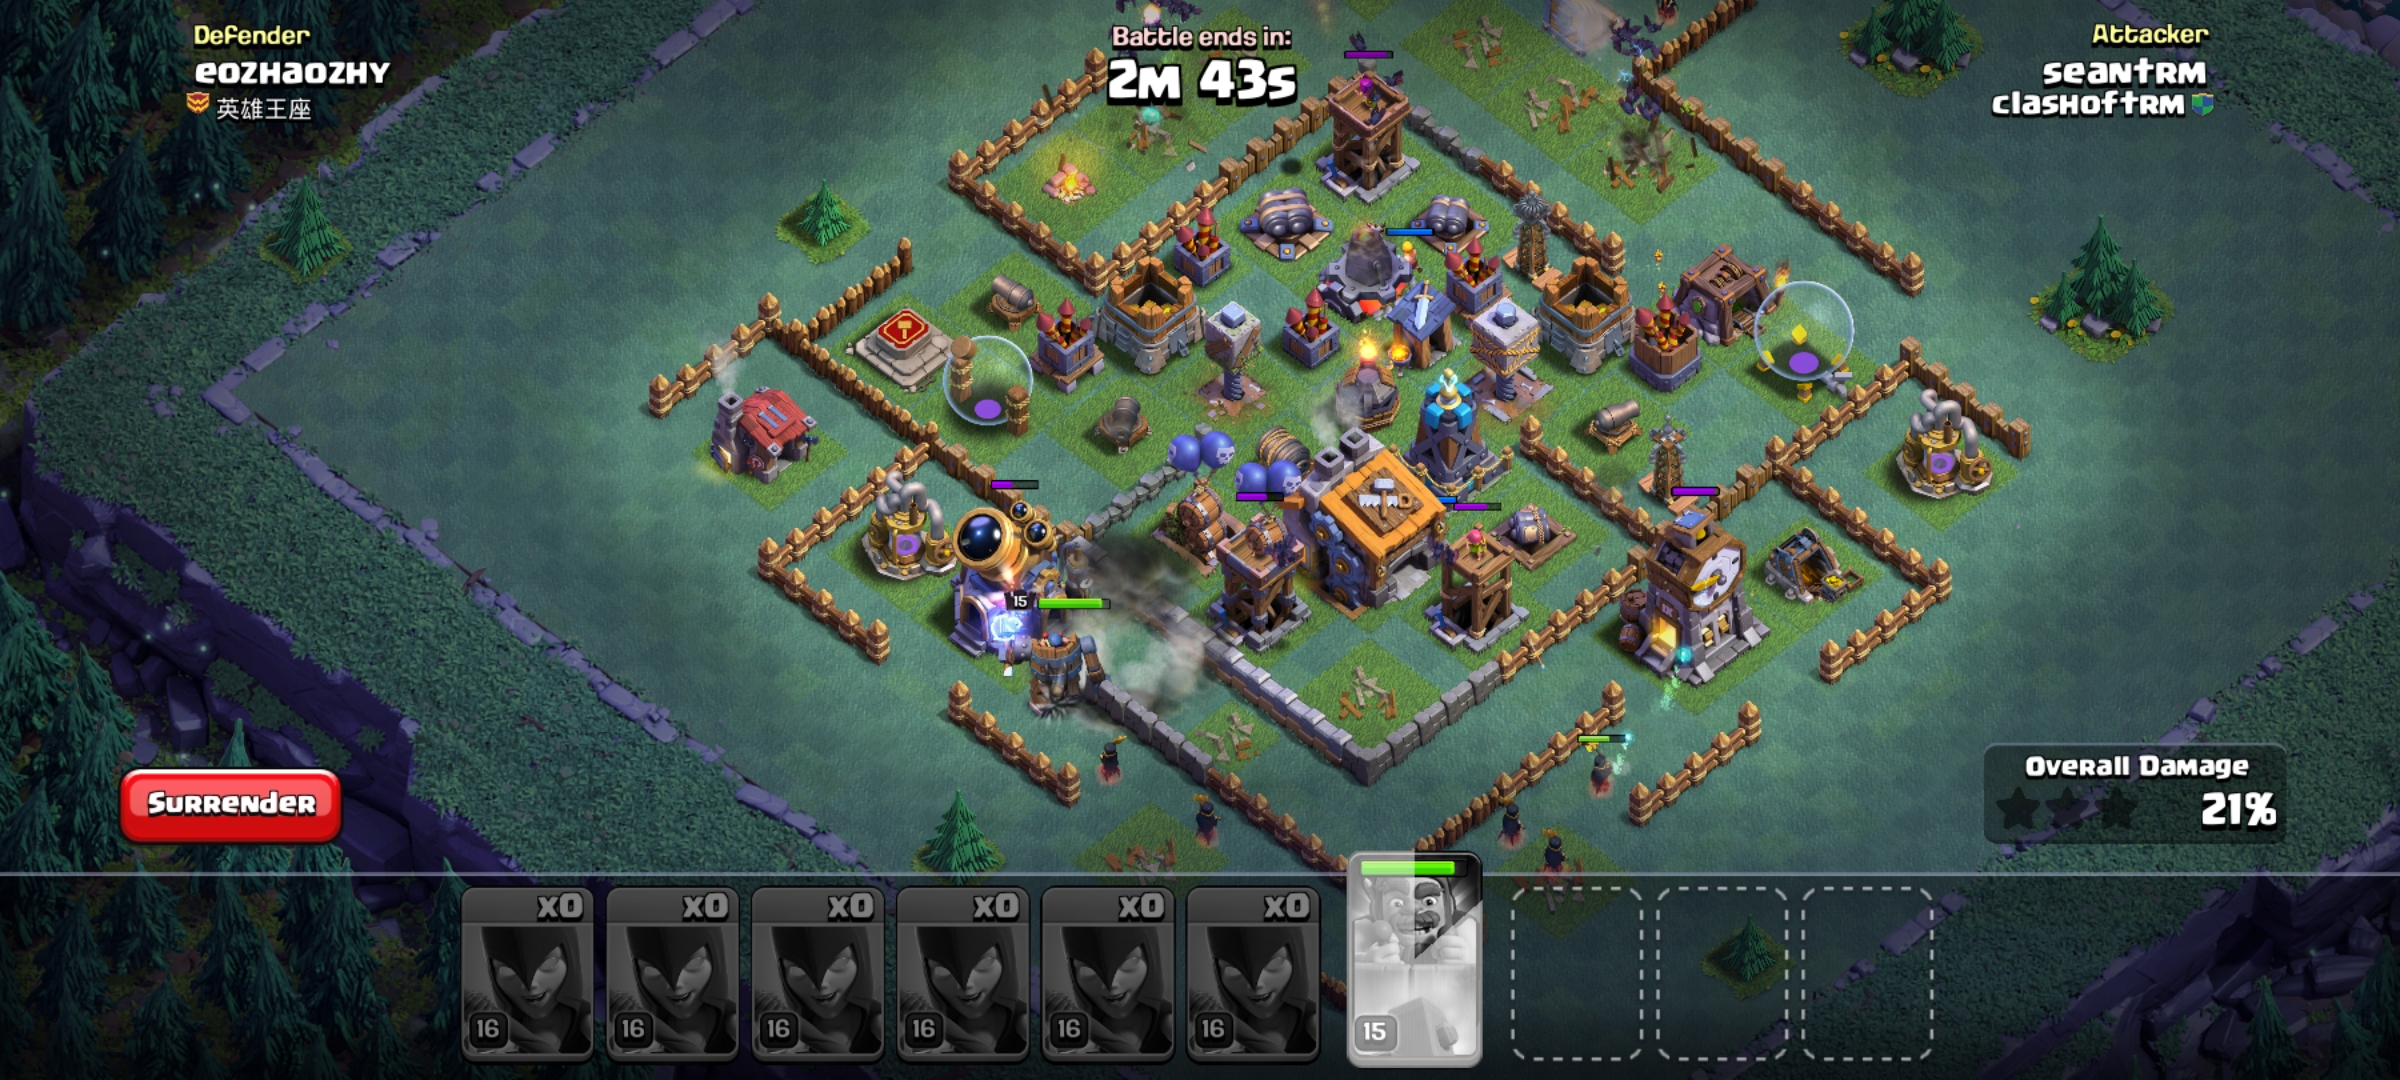 Defender
eozhaozhy
英雄王座
Battle ends in:
2M 43s
Attacker
seantrm
clashoftrm
15
Surrender
Overall Damage
21%
x0
x0
x0
x0
x0
x0
16
16
16
16
16
16
15